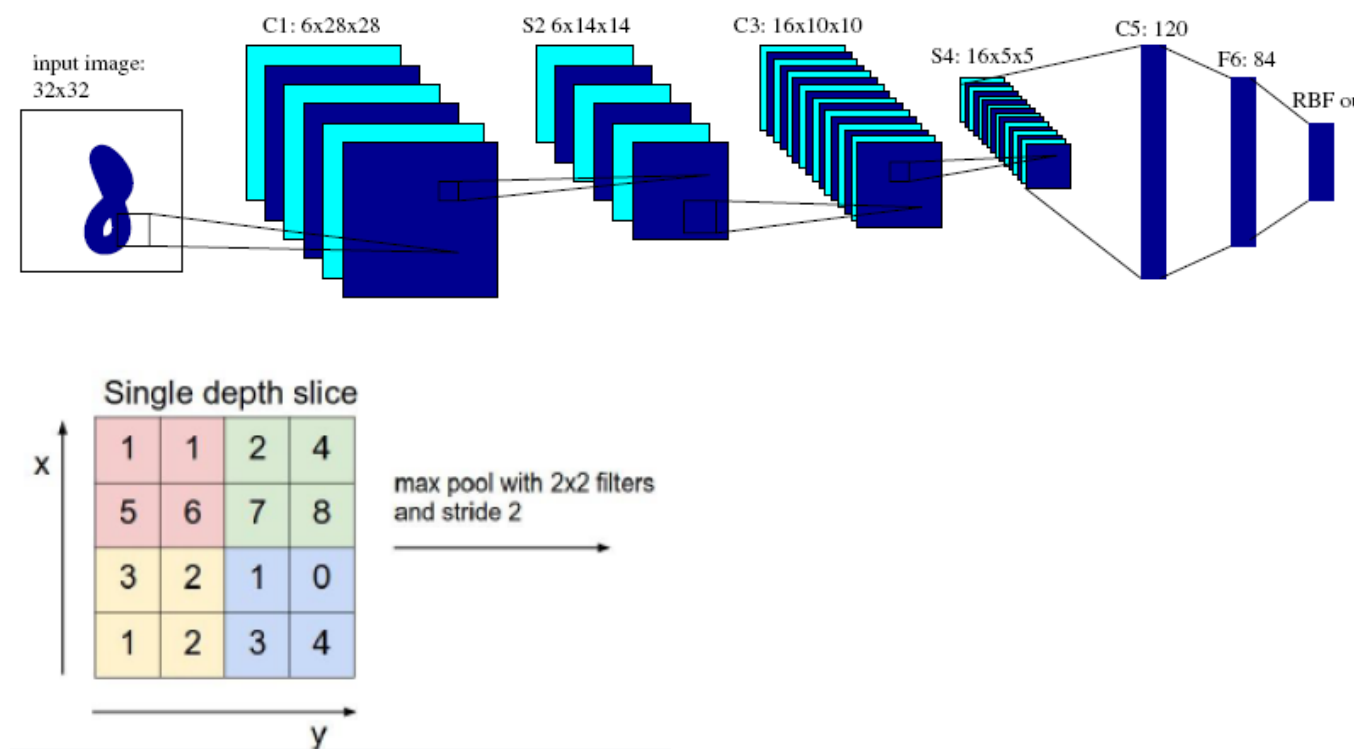 input image:
32x32
C1: 6x28x28
S2 6x14x14
C3: 16x10x10
S4: 16x5x5
C5: 120
F6: 84
RBF
Single depth slice
x
1 1 2 4
5 6 7 8
3 2 1 0
1 2 3 4
y
max pool with 2x2 filters
and stride 2